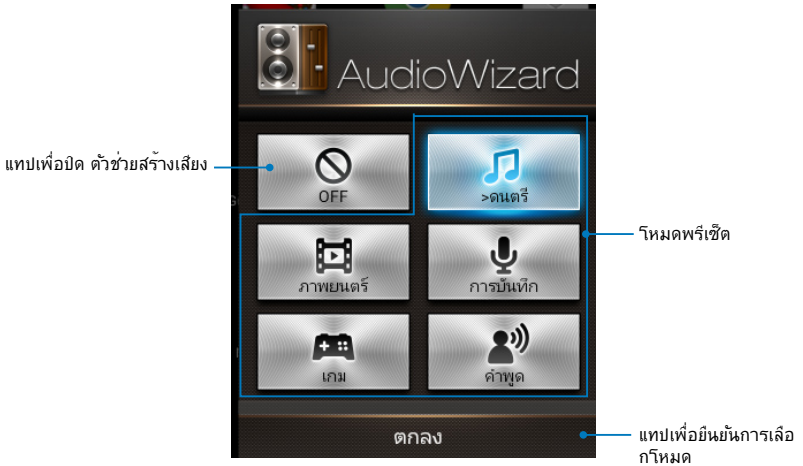 AudioWizard
แทปเพื่อปิด ตัวช่วยสร้างเสียง
OFF
>ดนตรี
โหมดพรีเซ็ต
ภาพยนตร์
การบันทึก
เกม
คำพูด
ตกลง
แทปเพื่อยืนยันการเลือ
กโหมด